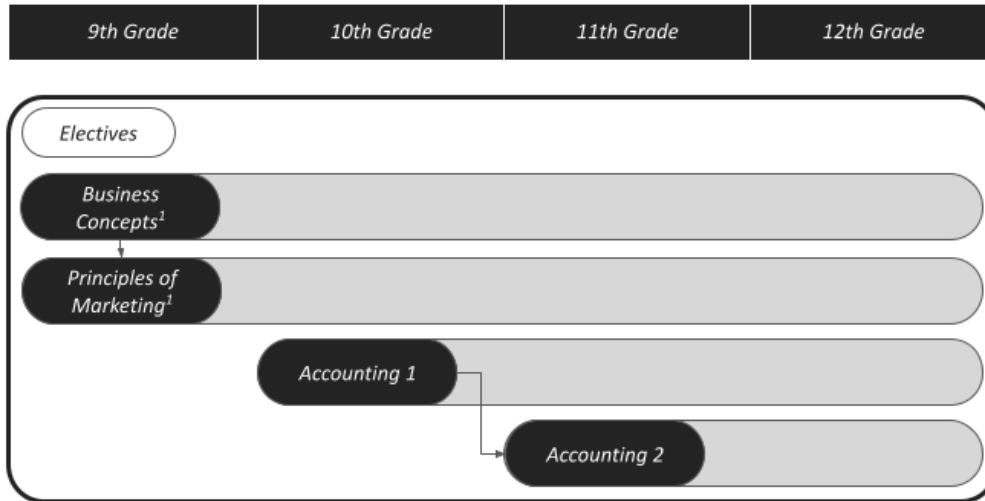 9th Grade
10th Grade
11th Grade
12th Grade
Electives
Business
Concepts¹
Principles of
Marketing¹
Accounting 1
Accounting 2